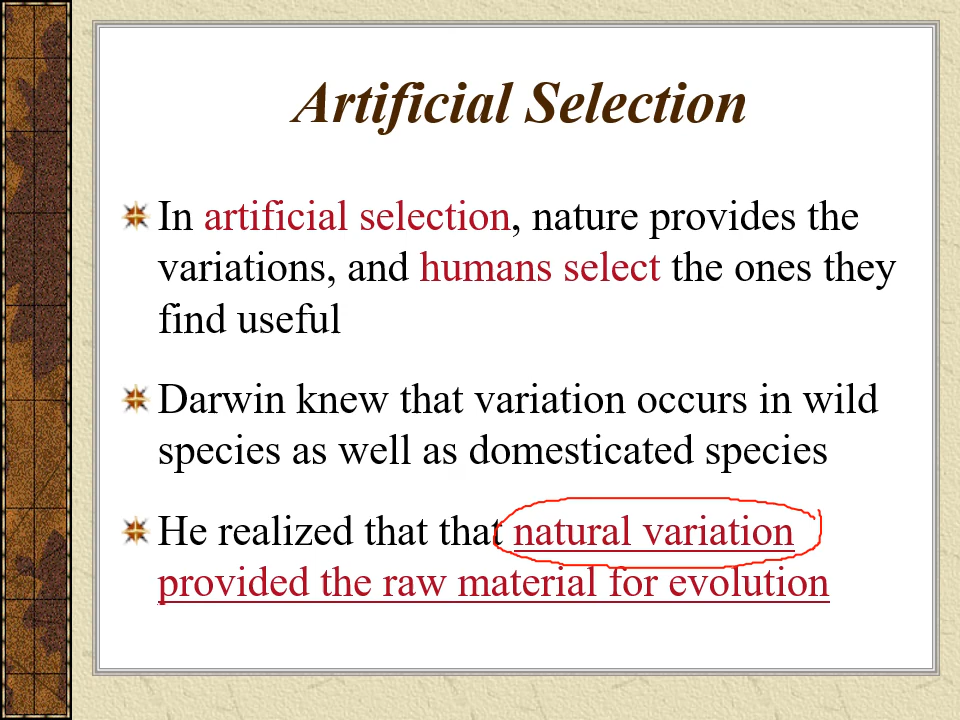 Artificial Selection
In artificial selection, nature provides the
variations, and humans select the ones they
find useful
Darwin knew that variation occurs in wild
species as well as domesticated species
He realized that that natural variation
provided the raw material for evolution